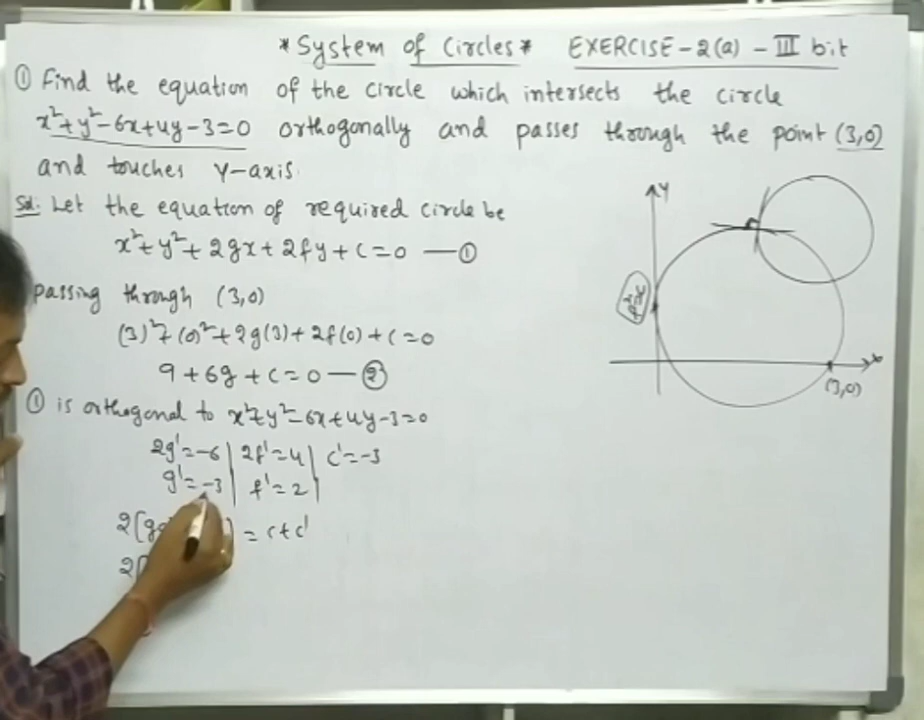 *System of Circles* EXERCISE-2(a) - III bit
① Find the equation of the circle which intersects the circle
x²+y²-6x+4y-3=0 orthogonally and passes through the point (3,0)
and touches Y-axis.
Sol: Let the equation of required circle be
x²+y²+2gx+2fy+c=0 —①
passing through (3,0)
(3)²+(0)²+2g(3)+2f(0)+c=0
9+6g+c=0 —②
① is orthogonal to x²+y²-6x+4y-3=0
2g'=-6 | 2f'=4 | c'=-3
g'=-3 | f'=2 |
2(g
) = c+c'
2(
Y
f²=c
X
(3,0)